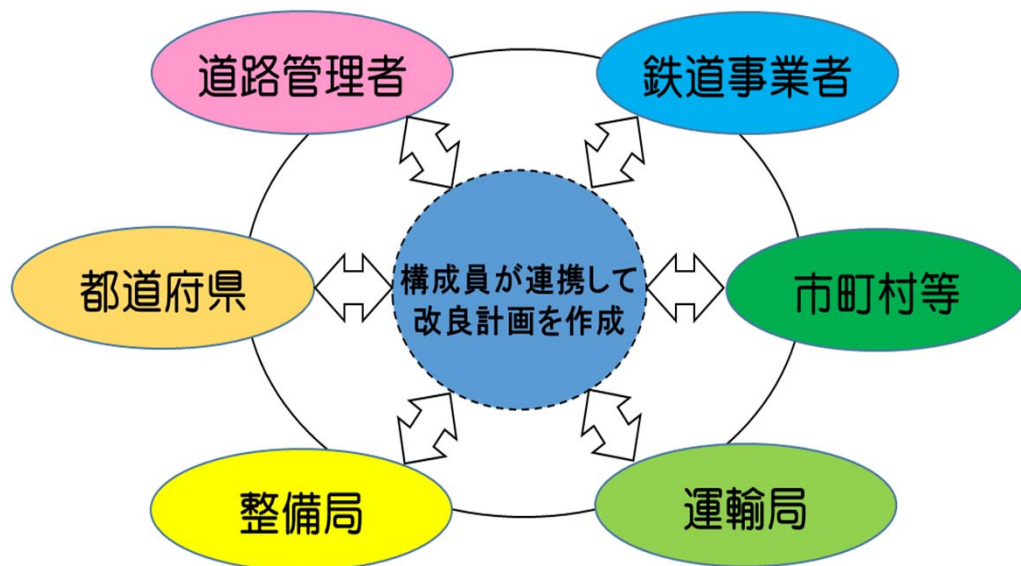 道路管理者
鉄道事業者
都道府県
構成員が連携して
改良計画を作成
市町村等
整備局
運輸局